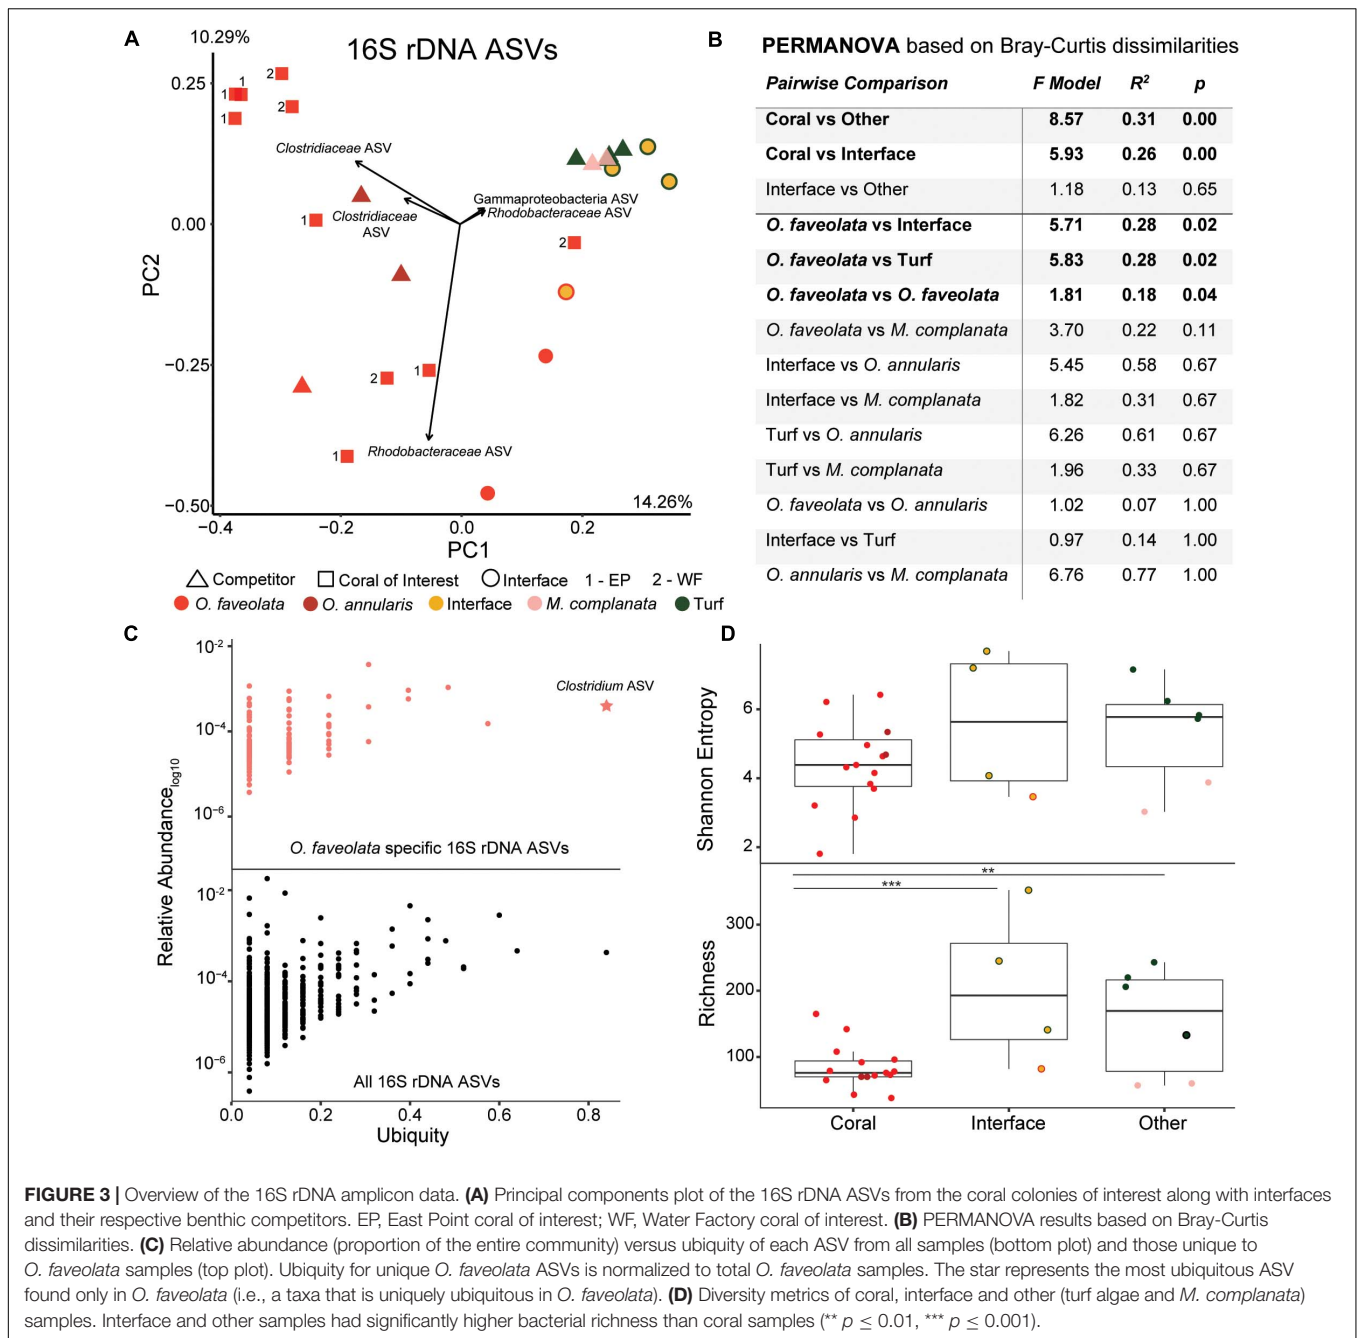 A
10.29%
16S rDNA ASVs
0.25
0.00
−0.25
−0.50
PC2
1
1
1
2
2
Clostridiaceae ASV
Clostridiaceae
ASV
1
Gammaproteobacteria ASV
Rhodobacteraceae ASV
2
2
1
1
Rhodobacteraceae ASV
14.26%
−0.4
−0.2
0.0
0.2
PC1
Competitor
Coral of Interest
Interface
1 - EP
2 - WF
O. faveolata
O. annularis
Interface
M. complanata
Turf
B
PERMANOVA based on Bray-Curtis dissimilarities
Pairwise Comparison F Model R² p
Coral vs Other 8.57 0.31 0.00
Coral vs Interface 5.93 0.26 0.00
Interface vs Other 1.18 0.13 0.65
O. faveolata vs Interface 5.71 0.28 0.02
O. faveolata vs Turf 5.83 0.28 0.02
O. faveolata vs O. faveolata 1.81 0.18 0.04
O. faveolata vs M. complanata 3.70 0.22 0.11
Interface vs O. annularis 5.45 0.58 0.67
Interface vs M. complanata 1.82 0.31 0.67
Turf vs O. annularis 6.26 0.61 0.67
Turf vs M. complanata 1.96 0.33 0.67
O. faveolata vs O. annularis 1.02 0.07 1.00
Interface vs Turf 0.97 0.14 1.00
O. annularis vs M. complanata 6.76 0.77 1.00
C
10⁻²
10⁻⁴
10⁻⁶
Clostridium ASV
O. faveolata specific 16S rDNA ASVs
Relative Abundance log10
10⁻²
10⁻⁴
10⁻⁶
All 16S rDNA ASVs
0.0
0.2
0.4
0.6
0.8
Ubiquity
D
Shannon Entropy
6
4
2
**
***
Richness
300
200
100
Coral
Interface
Other
FIGURE 3 | Overview of the 16S rDNA amplicon data. (A) Principal components plot of the 16S rDNA ASVs from the coral colonies of interest along with interfaces
and their respective benthic competitors. EP, East Point coral of interest; WF, Water Factory coral of interest. (B) PERMANOVA results based on Bray-Curtis
dissimilarities. (C) Relative abundance (proportion of the entire community) versus ubiquity of each ASV from all samples (bottom plot) and those unique to
O. faveolata samples (top plot). Ubiquity for unique O. faveolata ASVs is normalized to total O. faveolata samples. The star represents the most ubiquitous ASV
found only in O. faveolata (i.e., a taxa that is uniquely ubiquitous in O. faveolata). (D) Diversity metrics of coral, interface and other (turf algae and M. complanata)
samples. Interface and other samples had significantly higher bacterial richness than coral samples (** p ≤ 0.01, *** p ≤ 0.001).